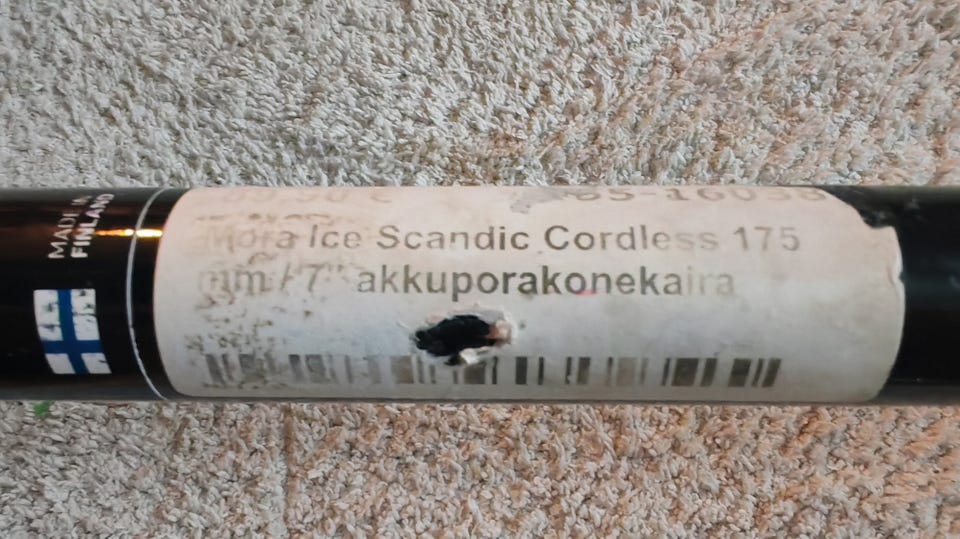 MADE IN
FINLAND
Mora Ice Scandic Cordless 175
mm / 7" akkuporakonekaira